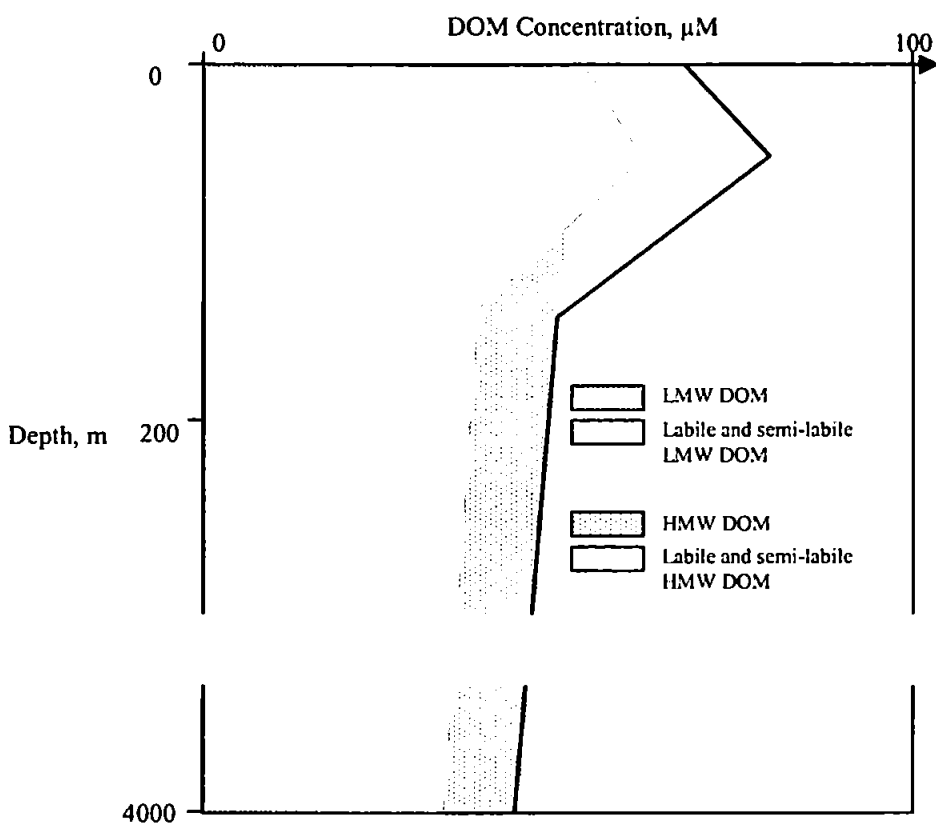 DOM Concentration, µM
0
100
0
LMW DOM
Labile and semi-labile
LMW DOM
Depth, m
200
HMW DOM
Labile and semi-labile
HMW DOM
4000